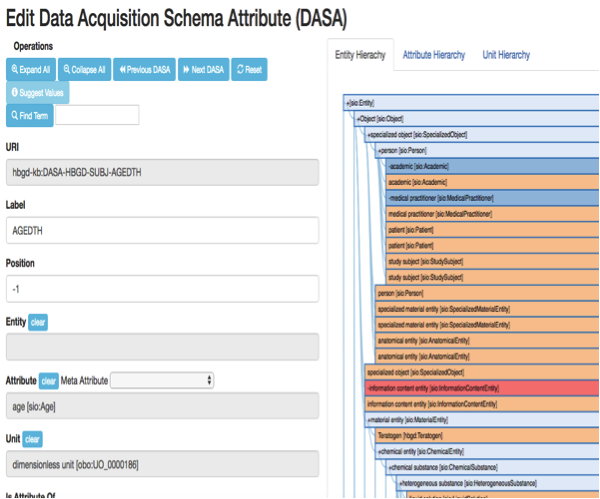 Edit Data Acquisition Schema Attribute (DASA)
Operations
Expand All
Collapse All
Previous DASA
Next DASA
Reset
Suggest Values
Find Term
URI
hbgd-kb:DASA-HBGD-SUBJ-AGEDTH
Label
AGEDTH
Position
-1
Entity clear
Attribute clear Meta Attribute
age [sio:Age]
Unit clear
dimensionless unit [obo:UO_0000186]
Is Attribute Of
Entity Hierachy
Attribute Hierarchy
Unit Hierarchy
+[sio:Entity]
+Object [sio:Object]
+specialized object [sio:SpecializedObject]
+person [sio:Person]
-academic [sio:Academic]
academic [sio:Academic]
-medical practitioner [sio:MedicalPractitioner]
medical practitioner [sio:MedicalPractitioner]
patient [sio:Patient]
patient [sio:Patient]
study subject [sio:StudySubject]
study subject [sio:StudySubject]
person [sio:Person]
specialized material entity [sio:SpecializedMaterialEntity]
specialized material entity [sio:SpecializedMaterialEntity]
anatomical entity [sio:AnatomicalEntity]
anatomical entity [sio:AnatomicalEntity]
specialized object [sio:SpecializedObject]
-information content entity [sio:InformationContentEntity]
information content entity [sio:InformationContentEntity]
+material entity [sio:MaterialEntity]
Teratogen [hbgd:Teratogen]
+chemical entity [sio:ChemicalEntity]
+chemical substance [sio:ChemicalSubstance]
+heterogeneous substance [sio:HeterogeneousSubstance]